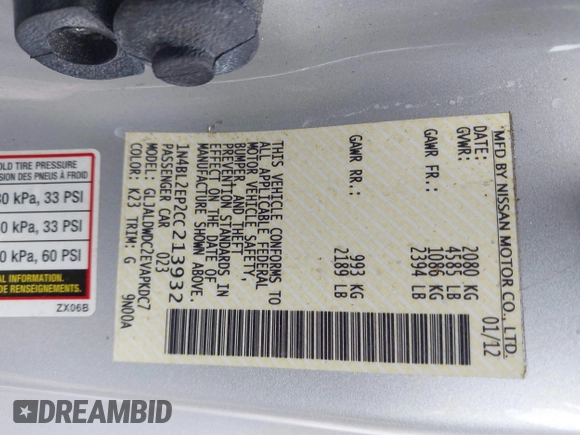 OLD TIRE PRESSURE
SION DES PNEUS À FROID
0 kPa, 33 PSI
0 kPa, 33 PSI
0 kPa, 60 PSI
AL INFORMATION.
DE RENSEIGNEMENTS.
ZX06B
MFD BY NISSAN MOTOR CO., LTD.
DATE: 01/12
GVWR: 2080 KG
4585 LB
GAWR FR: 1086 KG
2394 LB
GAWR RR: 993 KG
2189 LB
THIS VEHICLE CONFORMS TO
ALL APPLICABLE FEDERAL
MOTOR VEHICLE SAFETY,
BUMPER, AND THEFT
PREVENTION STANDARDS IN
EFFECT ON THE DATE OF
MANUFACTURE SHOWN ABOVE.
1N4BL2EP2CC213932
PASSENGER CAR 023
MODEL: GLJALDWDC2EVAPKDC7
COLOR: K23 TRIM: G 9N00A
DREAMBID